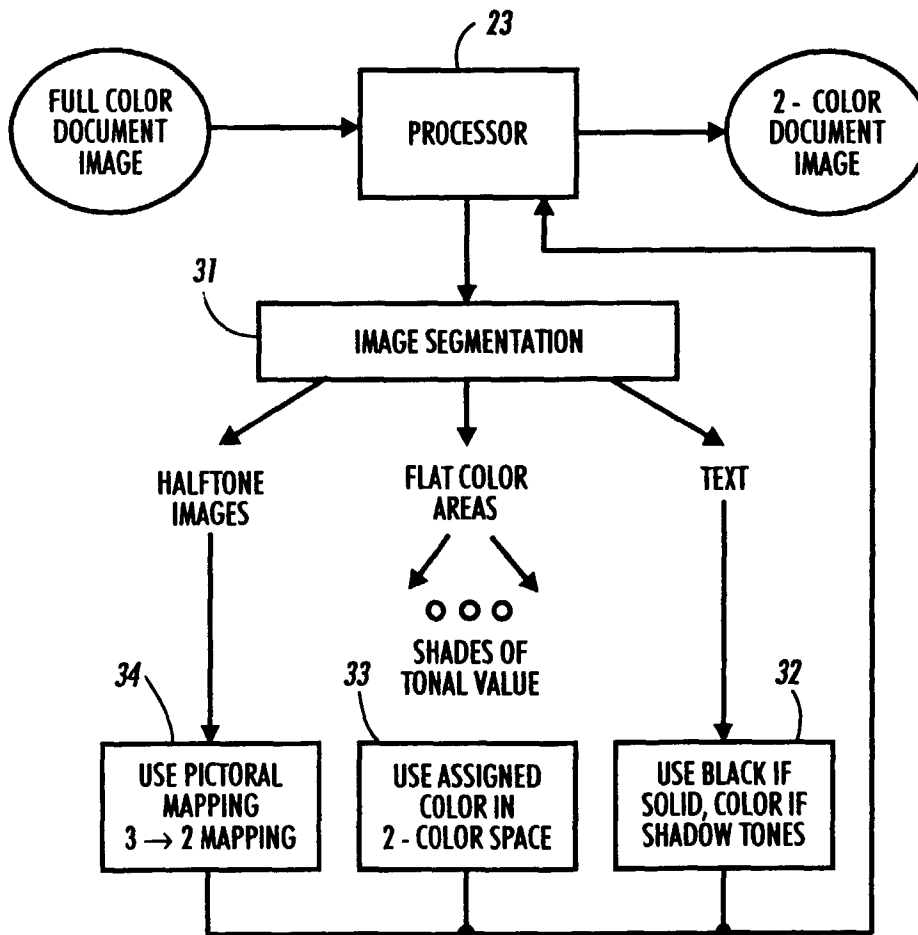 23
FULL COLOR
DOCUMENT
IMAGE
PROCESSOR
2 - COLOR
DOCUMENT
IMAGE
31
IMAGE SEGMENTATION
HALFTONE
IMAGES
FLAT COLOR
AREAS
TEXT
SHADES OF
TONAL VALUE
34
33
32
USE PICTORAL
MAPPING
3 → 2 MAPPING
USE ASSIGNED
COLOR IN
2 - COLOR SPACE
USE BLACK IF
SOLID, COLOR IF
SHADOW TONES